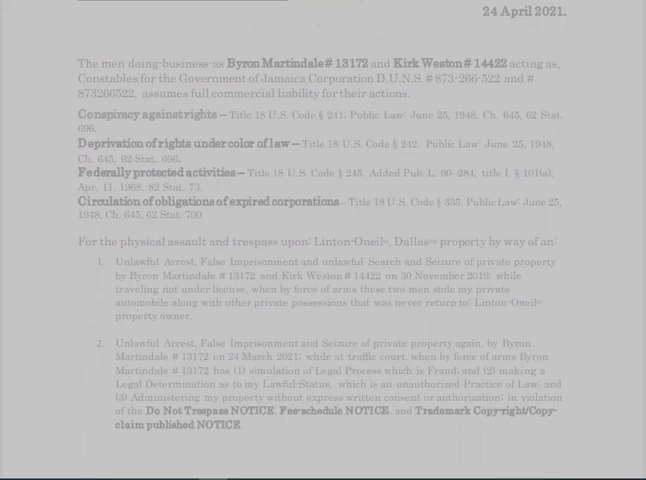 24 April 2021.
The men doing-business-as Byron Martindale # 13172 and Kirk Weston # 14422 acting as,
Constables for the Government of Jamaica Corporation D.U.N.S. # 873-266-522 and #
873266522, assumes full commercial liability for their actions.
Conspiracy against rights – Title 18 U.S. Code § 241; Public Law: June 25, 1948, Ch. 645, 62 Stat.
696.
Deprivation of rights under color of law – Title 18 U.S. Code § 242. Public Law: June 25, 1948,
Ch. 645, 62 Stat. 696.
Federally protected activities – Title 18 U.S. Code § 245. Added Pub. L. 90–284, title I, § 101(a),
Apr. 11, 1968, 82 Stat. 73.
Circulation of obligations of expired corporations - Title 18 U.S. Code § 335. Public Law: June 25,
1948, Ch. 645, 62 Stat. 700.
For the physical assault and trespass upon: Linton-Oneil, Dallas property by way of an:
1. Unlawful Arrest, False Imprisonment and unlawful Search and Seizure of private property
by Byron Martindale # 13172 and Kirk Weston # 14422 on 30 November 2019; while
traveling not under license, when by force of arms these two men stole my private
automobile along with other private possessions that was never return to: Linton-Oneil
property owner.
2. Unlawful Arrest, False Imprisonment and Seizure of private property again, by Byron
Martindale # 13172 on 24 March 2021; while at traffic court, when by force of arms Byron
Martindale # 13172 has (1) simulation of Legal Process which is Fraud; and (2) making a
Legal Determination as to my Lawful-Status, which is an unauthorized Practice of Law; and
(3) Administering my property without express written consent or authorization; in violation
of the Do Not Trespass NOTICE, Fee-schedule NOTICE, and Trademark Copy-right/Copy-
claim published NOTICE.